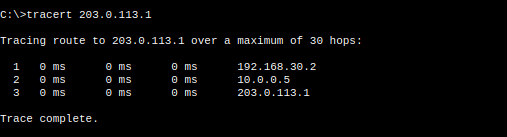 C:\>tracert 203.0.113.1
Tracing route to 203.0.113.1 over a maximum of 30 hops:
1 0 ms 0 ms 0 ms 192.168.30.2
2 0 ms 0 ms 0 ms 10.0.0.5
3 0 ms 0 ms 0 ms 203.0.113.1
Trace complete.